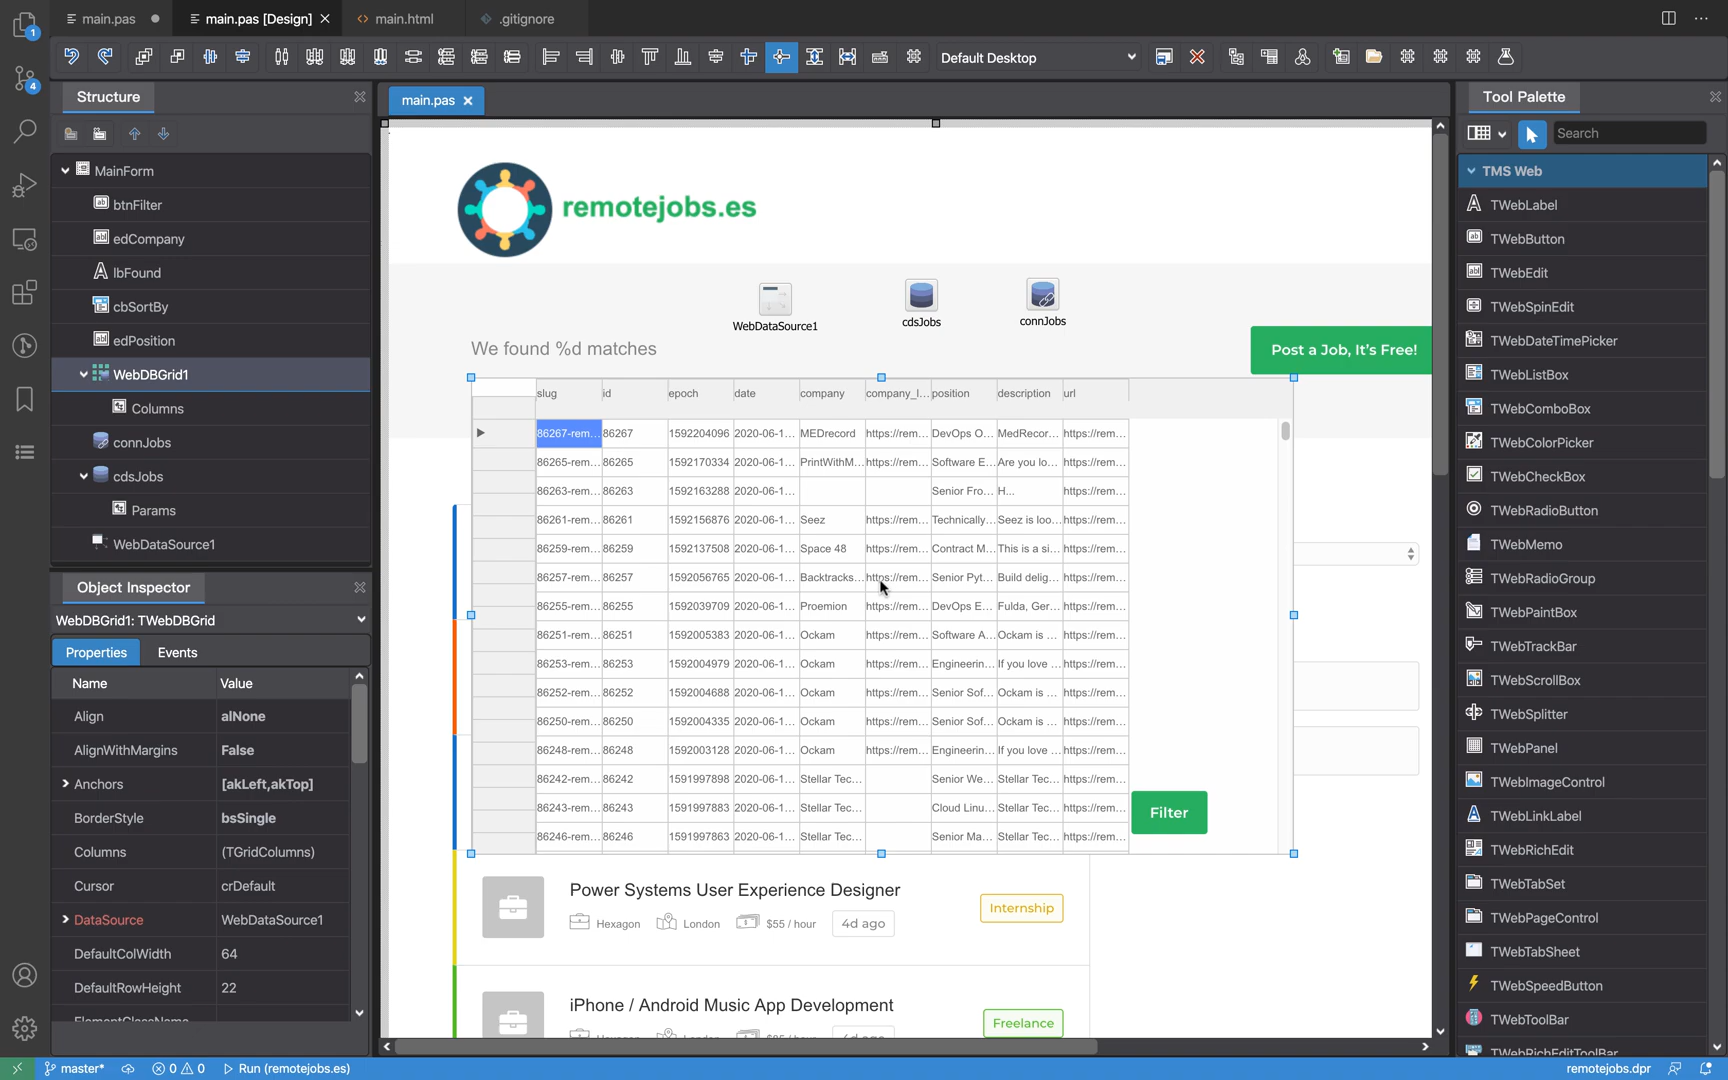 main.pas
main.pas [Design]
main.html
.gitignore
Default Desktop
Structure
MainForm
btnFilter
edCompany
lbFound
cbSortBy
edPosition
WebDBGrid1
Columns
connJobs
cdsJobs
Params
WebDataSource1
Object Inspector
WebDBGrid1: TWebDBGrid
Properties Events
Name Value
Align alNone
AlignWithMargins False
Anchors [akLeft,akTop]
BorderStyle bsSingle
Columns (TGridColumns)
Cursor crDefault
DataSource WebDataSource1
DefaultColWidth 64
DefaultRowHeight 22
ElementClassName
main.pas
remotejobs.es
WebDataSource1
cdsJobs
connJobs
We found %d matches
Post a Job, It's Free!
slug id epoch date company company_l... position description url
86267-rem... 86267 1592204096 2020-06-1... MEDrecord https://rem... DevOps O... MedRecor... https://rem...
86265-rem... 86265 1592170334 2020-06-1... PrintWithM... https://rem... Software E... Are you lo... https://rem...
86263-rem... 86263 1592163288 2020-06-1... Senior Fro... H... https://rem...
86261-rem... 86261 1592156876 2020-06-1... Seez https://rem... Technically... Seez is loo... https://rem...
86259-rem... 86259 1592137508 2020-06-1... Space 48 https://rem... Contract M... This is a si... https://rem...
86257-rem... 86257 1592056765 2020-06-1... Backtracks... https://rem... Senior Pyt... Build delig... https://rem...
86255-rem... 86255 1592039709 2020-06-1... Proemion https://rem... DevOps E... Fulda, Ger... https://rem...
86251-rem... 86251 1592005383 2020-06-1... Ockam https://rem... Software A... Ockam is ... https://rem...
86253-rem... 86253 1592004979 2020-06-1... Ockam https://rem... Engineerin... If you love ... https://rem...
86252-rem... 86252 1592004688 2020-06-1... Ockam https://rem... Senior Sof... Ockam is ... https://rem...
86250-rem... 86250 1592004335 2020-06-1... Ockam https://rem... Senior Sof... Ockam is ... https://rem...
86248-rem... 86248 1592003128 2020-06-1... Ockam https://rem... Engineerin... If you love ... https://rem...
86242-rem... 86242 1591997898 2020-06-1... Stellar Tec... Senior We... Stellar Tec... https://rem...
86243-rem... 86243 1591997883 2020-06-1... Stellar Tec... Cloud Linu... Stellar Tec... https://rem...
86246-rem... 86246 1591997863 2020-06-1... Stellar Tec... Senior Ma... Stellar Tec... https://rem...
Filter
Power Systems User Experience Designer
Hexagon London $55 / hour 4d ago
Internship
iPhone / Android Music App Development
Freelance
Tool Palette
Search
TMS Web
TWebLabel
TWebButton
TWebEdit
TWebSpinEdit
TWebDateTimePicker
TWebListBox
TWebComboBox
TWebColorPicker
TWebCheckBox
TWebRadioButton
TWebMemo
TWebRadioGroup
TWebPaintBox
TWebTrackBar
TWebScrollBox
TWebSplitter
TWebPanel
TWebImageControl
TWebLinkLabel
TWebRichEdit
TWebTabSet
TWebPageControl
TWebTabSheet
TWebSpeedButton
TWebToolBar
TWebRichEditToolBar
1
4
master* 0 0 Run (remotejobs.es)
remotejobs.dpr